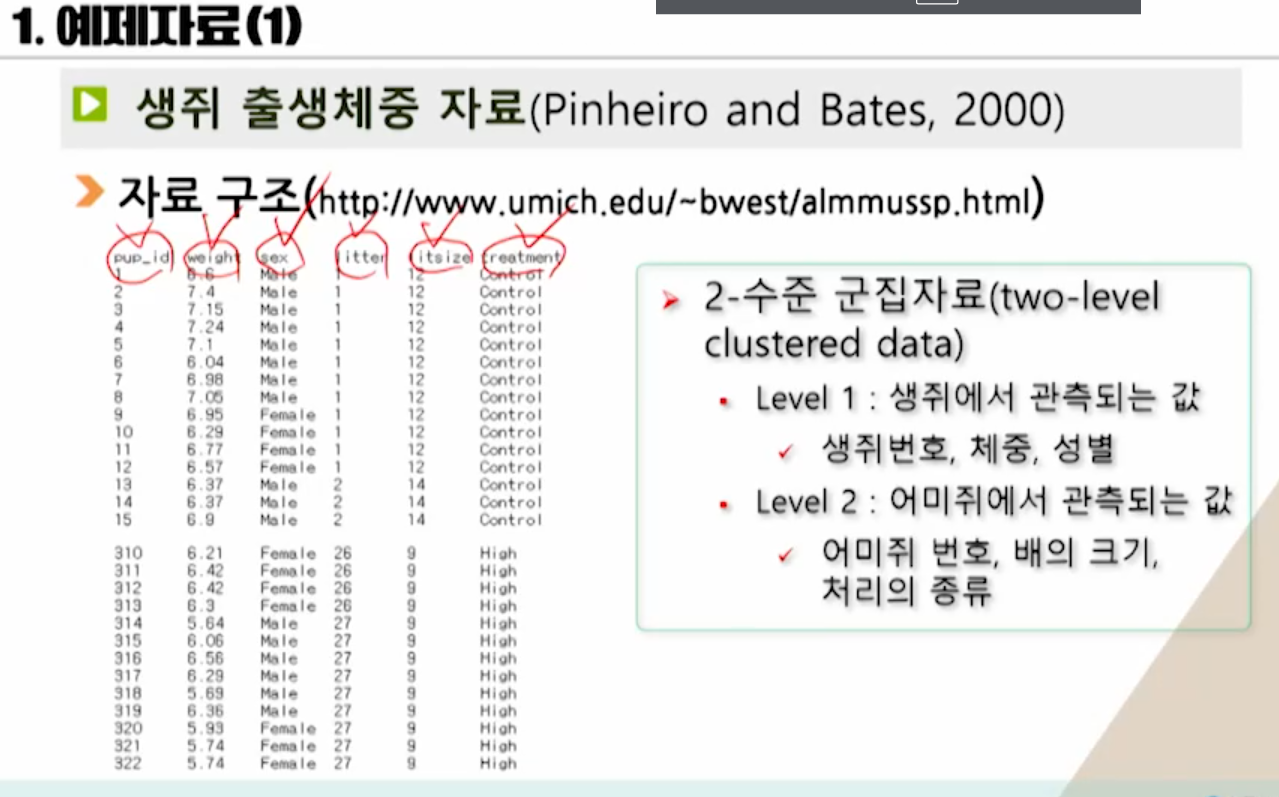 1. 예제자료(1)
생쥐 출생체중 자료(Pinheiro and Bates, 2000)
자료 구조(http://www.umich.edu/~bwest/almmussp.html)
pup_id weight sex litter litsize treatment
1 6.6 Male 1 12 Control
2 7.4 Male 1 12 Control
3 7.15 Male 1 12 Control
4 7.24 Male 1 12 Control
5 7.1 Male 1 12 Control
6 6.04 Male 1 12 Control
7 6.98 Male 1 12 Control
8 7.05 Male 1 12 Control
9 6.95 Female 1 12 Control
10 6.29 Female 1 12 Control
11 6.77 Female 1 12 Control
12 6.57 Female 1 12 Control
13 6.37 Male 2 14 Control
14 6.37 Male 2 14 Control
15 6.9 Male 2 14 Control
310 6.21 Female 26 9 High
311 6.42 Female 26 9 High
312 6.42 Female 26 9 High
313 6.3 Female 26 9 High
314 5.64 Male 27 9 High
315 6.06 Male 27 9 High
316 6.56 Male 27 9 High
317 6.29 Male 27 9 High
318 5.69 Male 27 9 High
319 6.36 Male 27 9 High
320 5.93 Female 27 9 High
321 5.74 Female 27 9 High
322 5.74 Female 27 9 High
2-수준 군집자료(two-level
clustered data)
Level 1 : 생쥐에서 관측되는 값
생쥐번호, 체중, 성별
Level 2 : 어미쥐에서 관측되는 값
어미쥐 번호, 배의 크기,
처리의 종류